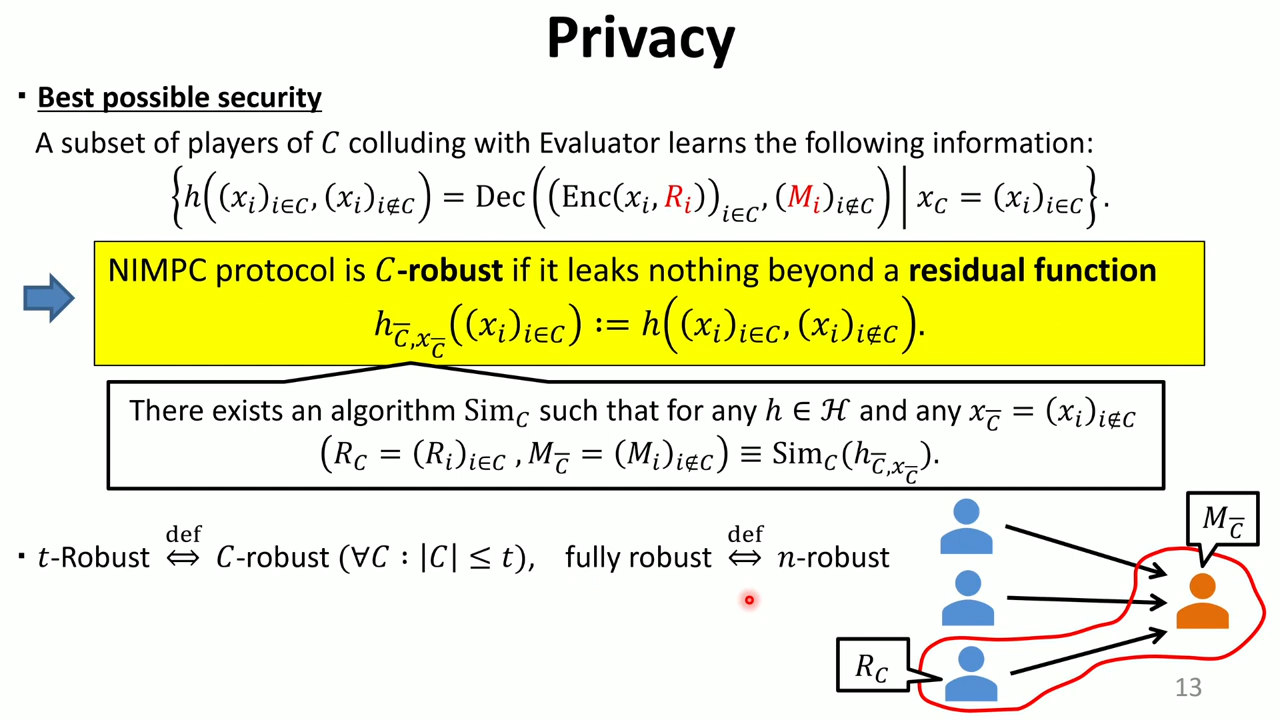 Privacy
・Best possible security
A subset of players of 𝐶 colluding with Evaluator learns the following information:
{ℎ((𝑥_𝑖)_{𝑖∈𝐶}, (𝑥_𝑖)_{𝑖∉𝐶}) = Dec((Enc(𝑥_𝑖, 𝑅_𝑖))_{𝑖∈𝐶}, (𝑀_𝑖)_{𝑖∉𝐶}) | 𝑥_𝐶 = (𝑥_𝑖)_{𝑖∈𝐶}}.
NIMPC protocol is 𝐶-robust if it leaks nothing beyond a residual function
ℎ_{C̅,𝑥_C̅}((𝑥_𝑖)_{𝑖∈𝐶}) := ℎ((𝑥_𝑖)_{𝑖∈𝐶}, (𝑥_𝑖)_{𝑖∉𝐶}).
There exists an algorithm Sim_𝐶 such that for any ℎ ∈ ℋ and any 𝑥_C̅ = (𝑥_𝑖)_{𝑖∉𝐶}
(𝑅_𝐶 = (𝑅_𝑖)_{𝑖∈𝐶}, 𝑀_C̅ = (𝑀_𝑖)_{𝑖∉𝐶}) ≡ Sim_𝐶(ℎ_{C̅,𝑥_C̅}).
・𝑡-Robust def⇔ 𝐶-robust (∀𝐶 : |𝐶| ≤ 𝑡), fully robust def⇔ 𝑛-robust
𝑀_C̅
𝑅_𝐶
13